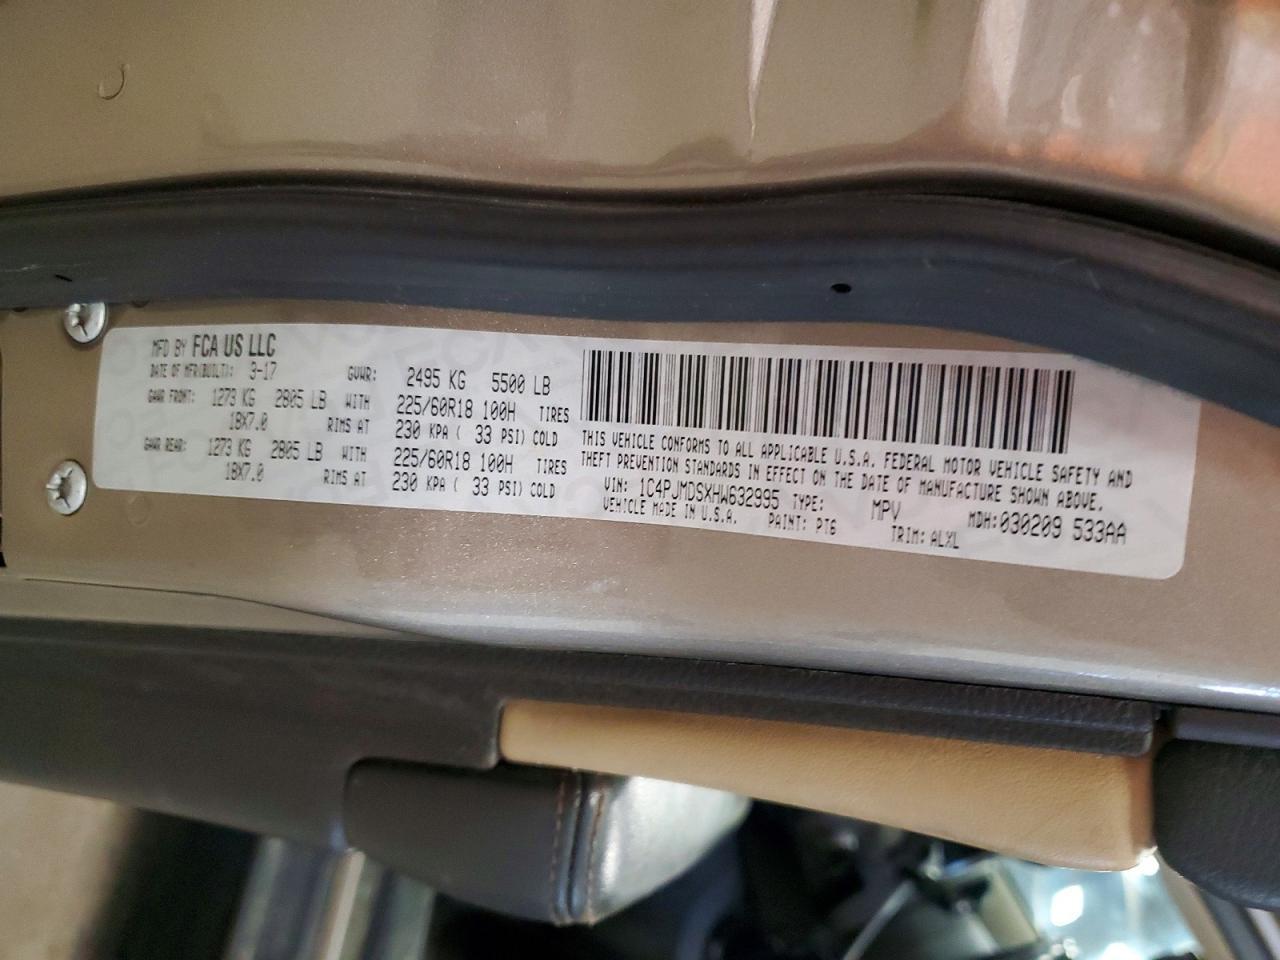 MFD BY FCA US LLC
DATE OF MFR(BUILT): 9-17 GVWR: 2495 KG 5500 LB
GAWR FRONT: 1273 KG 2805 LB WITH 225/60R18 100H TIRES
18X7.0 RIMS AT 230 KPA ( 33 PSI) COLD
GAWR REAR: 1273 KG 2805 LB WITH 225/60R18 100H TIRES
18X7.0 RIMS AT 230 KPA ( 33 PSI) COLD
THIS VEHICLE CONFORMS TO ALL APPLICABLE U.S.A. FEDERAL MOTOR VEHICLE SAFETY AND
THEFT PREVENTION STANDARDS IN EFFECT ON THE DATE OF MANUFACTURE SHOWN ABOVE.
VIN: 1C4PJMDSXHW632995 TYPE: MPV MDH:030209 533AA
VEHICLE MADE IN U.S.A. PAINT: PT6 TRIM: ALXL